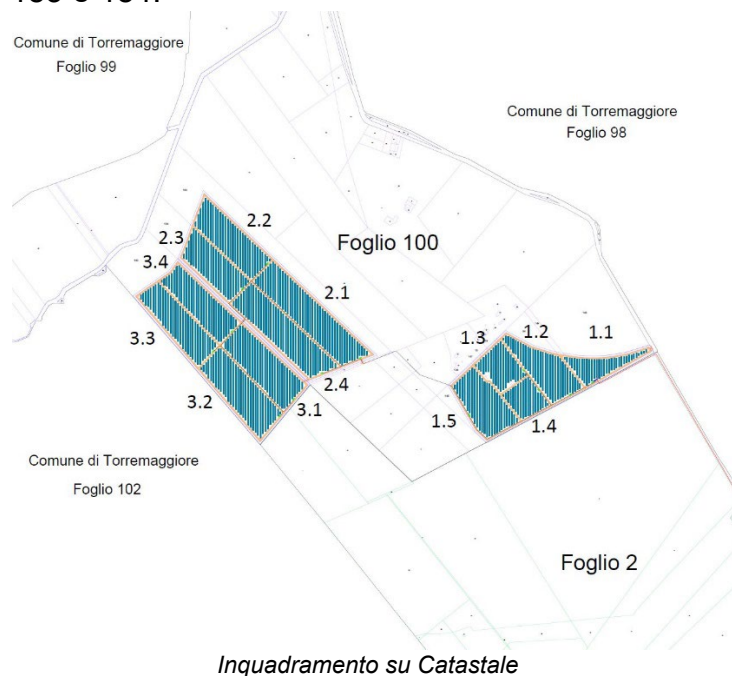 Comune di Torremaggiore
Foglio 99
Comune di Torremaggiore
Foglio 98
2.2
2.3
Foglio 100
3.4
2.1
3.3
1.3
1.2
1.1
2.4
3.2
3.1
1.5
1.4
Comune di Torremaggiore
Foglio 102
Foglio 2
Inquadramento su Catastale